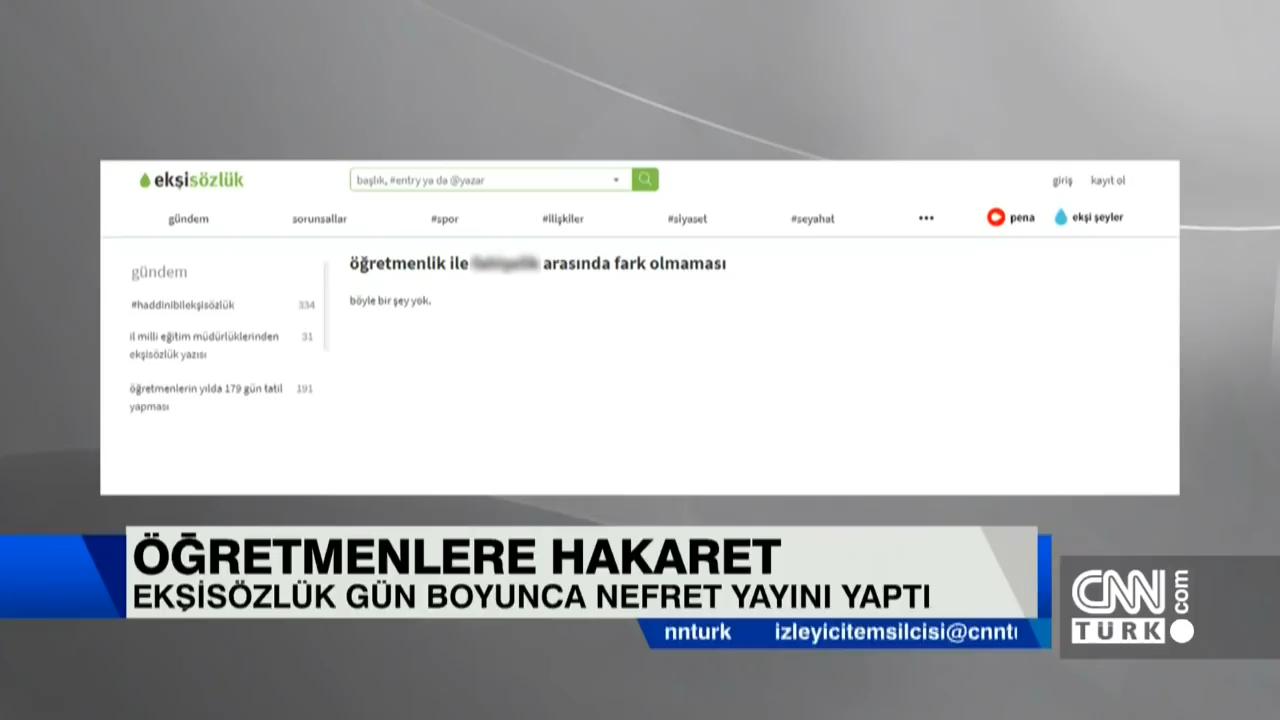 ekşisözlük
başlık, #entry ya da @yazar
giriş kayıt ol
gündem sorunsallar #spor #ilişkiler #siyaset #seyahat ••• pena ekşi şeyler
gündem
#haddinibilekşisözlük 334
il milli eğitim müdürlüklerinden 31
ekşisözlük yazısı
öğretmenlerin yılda 179 gün tatil 191
yapması
öğretmenlik ile arasında fark olmaması
böyle bir şey yok.
ÖĞRETMENLERE HAKARET
EKŞİSÖZLÜK GÜN BOYUNCA NEFRET YAYINI YAPTI
nnturk izleyicitemsilcisi@cnntu
CNN
TÜRK
.com